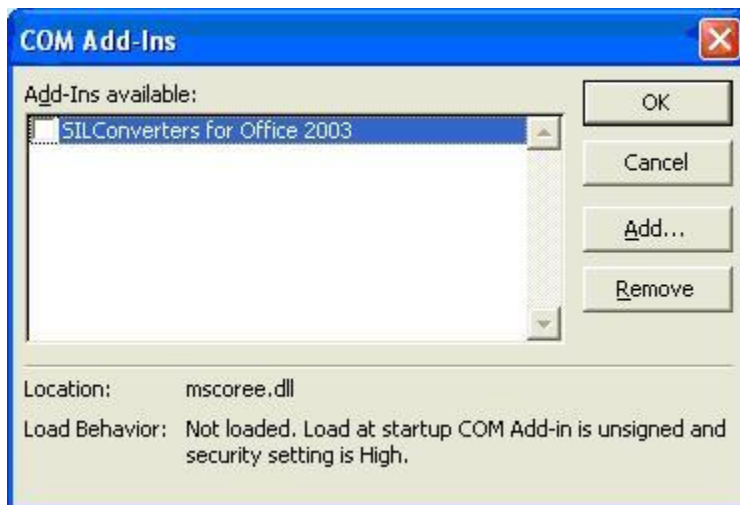 COM Add-Ins
Add-Ins available:
SILConverters for Office 2003
OK
Cancel
Add...
Remove
Location: mscoree.dll
Load Behavior: Not loaded. Load at startup COM Add-in is unsigned and
security setting is High.